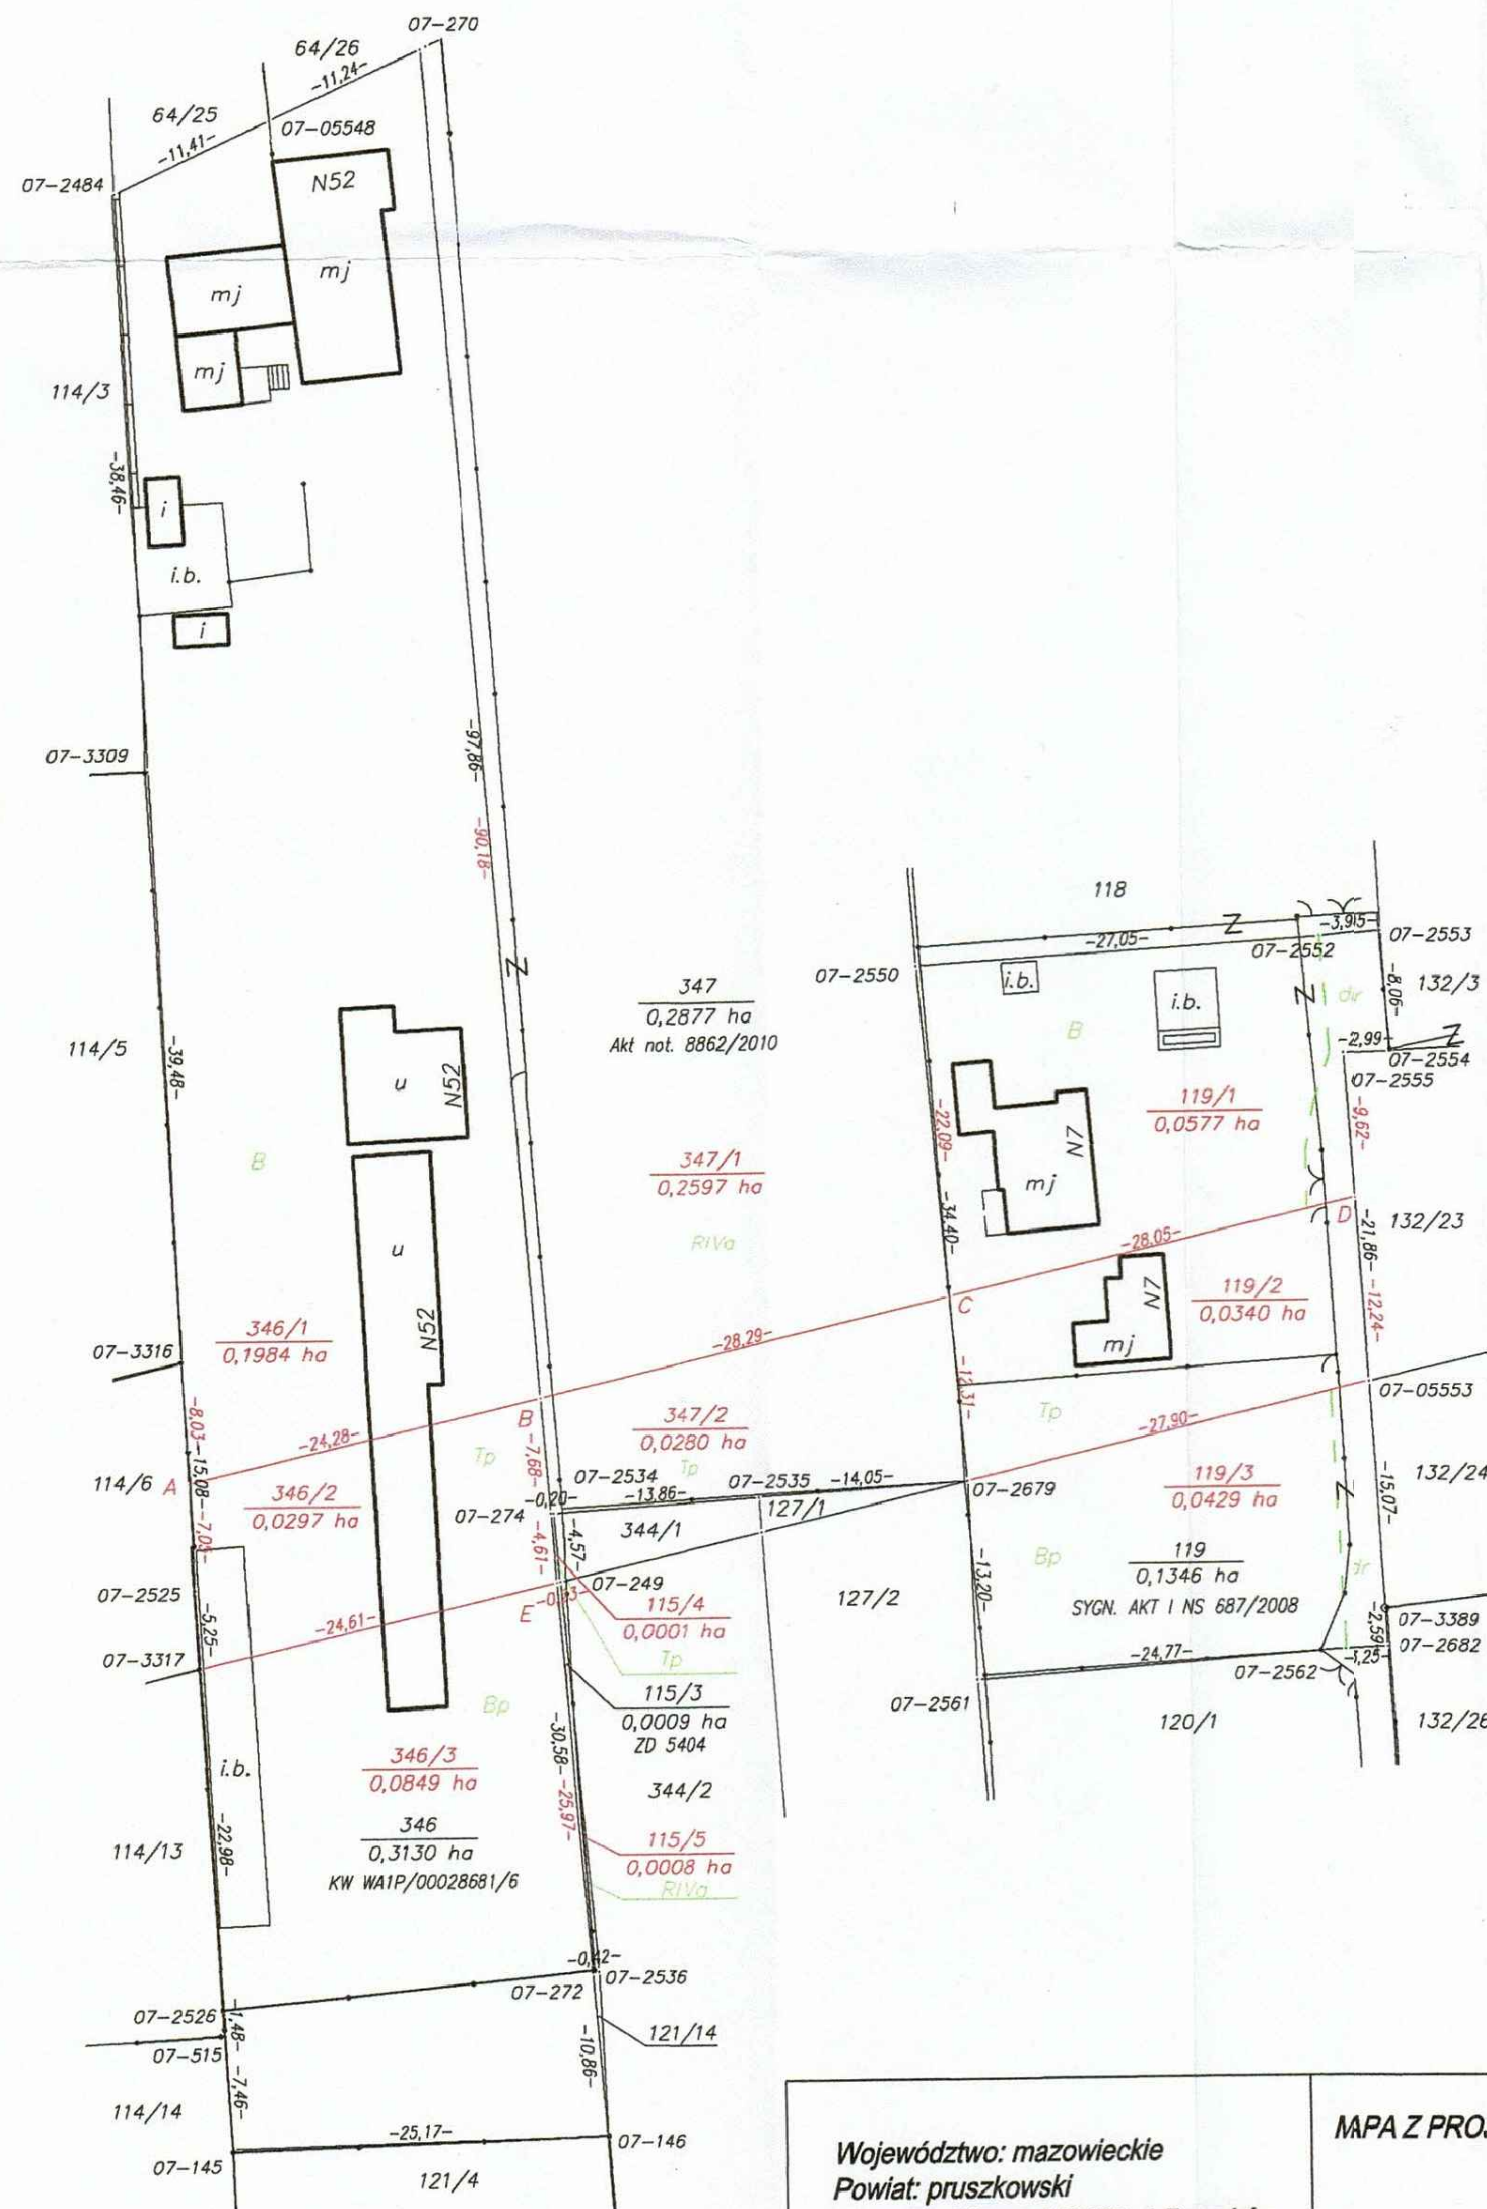 07-270
64/26
-11,24-
64/25
07-05548
-11,41-
07-2484
N52
mj
mj
mj
114/3
-38,46-
i
i.b.
i
07-3309
-97,86-
-90,18-
118
-3,95-
-27,05-
07-2553
07-2552
07-2550
i.b.
i.b.
dr
-8,06-
132/3
347
0,2877 ha
Akt not. 8862/2010
114/5
-39,48-
u
N52
B
-2,99-
07-2554
07-2555
119/1
0,0577 ha
-9,62-
-22,09-
N7
mj
B
347/1
0,2597 ha
RIVa
-34,40-
D
132/23
-21,86-
-28,05-
u
N52
C
119/2
0,0340 ha
N7
mj
-12,24-
346/1
0,1984 ha
07-3316
-28,29-
-12,31-
07-05553
-8,03-
B
347/2
0,0280 ha
Tp
-27,90-
-24,28-
-7,68-
Tp
Tp
114/6
A
-15,08-
07-2534
07-2535
-14,05-
07-2679
119/3
0,0429 ha
132/24
346/2
0,0297 ha
-0,20-
-13,86-
07-274
344/1
127/1
-15,07-
-7,05-
-4,61-
-4,57-
Bp
119
0,1346 ha
SYGN. AKT I NS 687/2008
dr
07-2525
07-249
E
127/2
-13,20-
-5,25-
-24,61-
115/4
0,0001 ha
Tp
07-3389
-2,59-
07-2682
07-3317
-24,77-
07-2562
115/3
0,0009 ha
ZD 5404
07-2561
Bp
120/1
132/26
-30,58-
346/3
0,0849 ha
i.b.
344/2
-25,97-
346
0,3130 ha
KW WA1P/00028681/6
114/13
-22,98-
115/5
0,0008 ha
RIVa
-0,42-
07-2536
07-272
07-2526
-1,48-
07-515
121/14
-10,86-
-7,46-
114/14
-25,17-
07-146
07-145
121/4
MAPA Z PRO
Województwo: mazowieckie
Powiat: pruszkowski